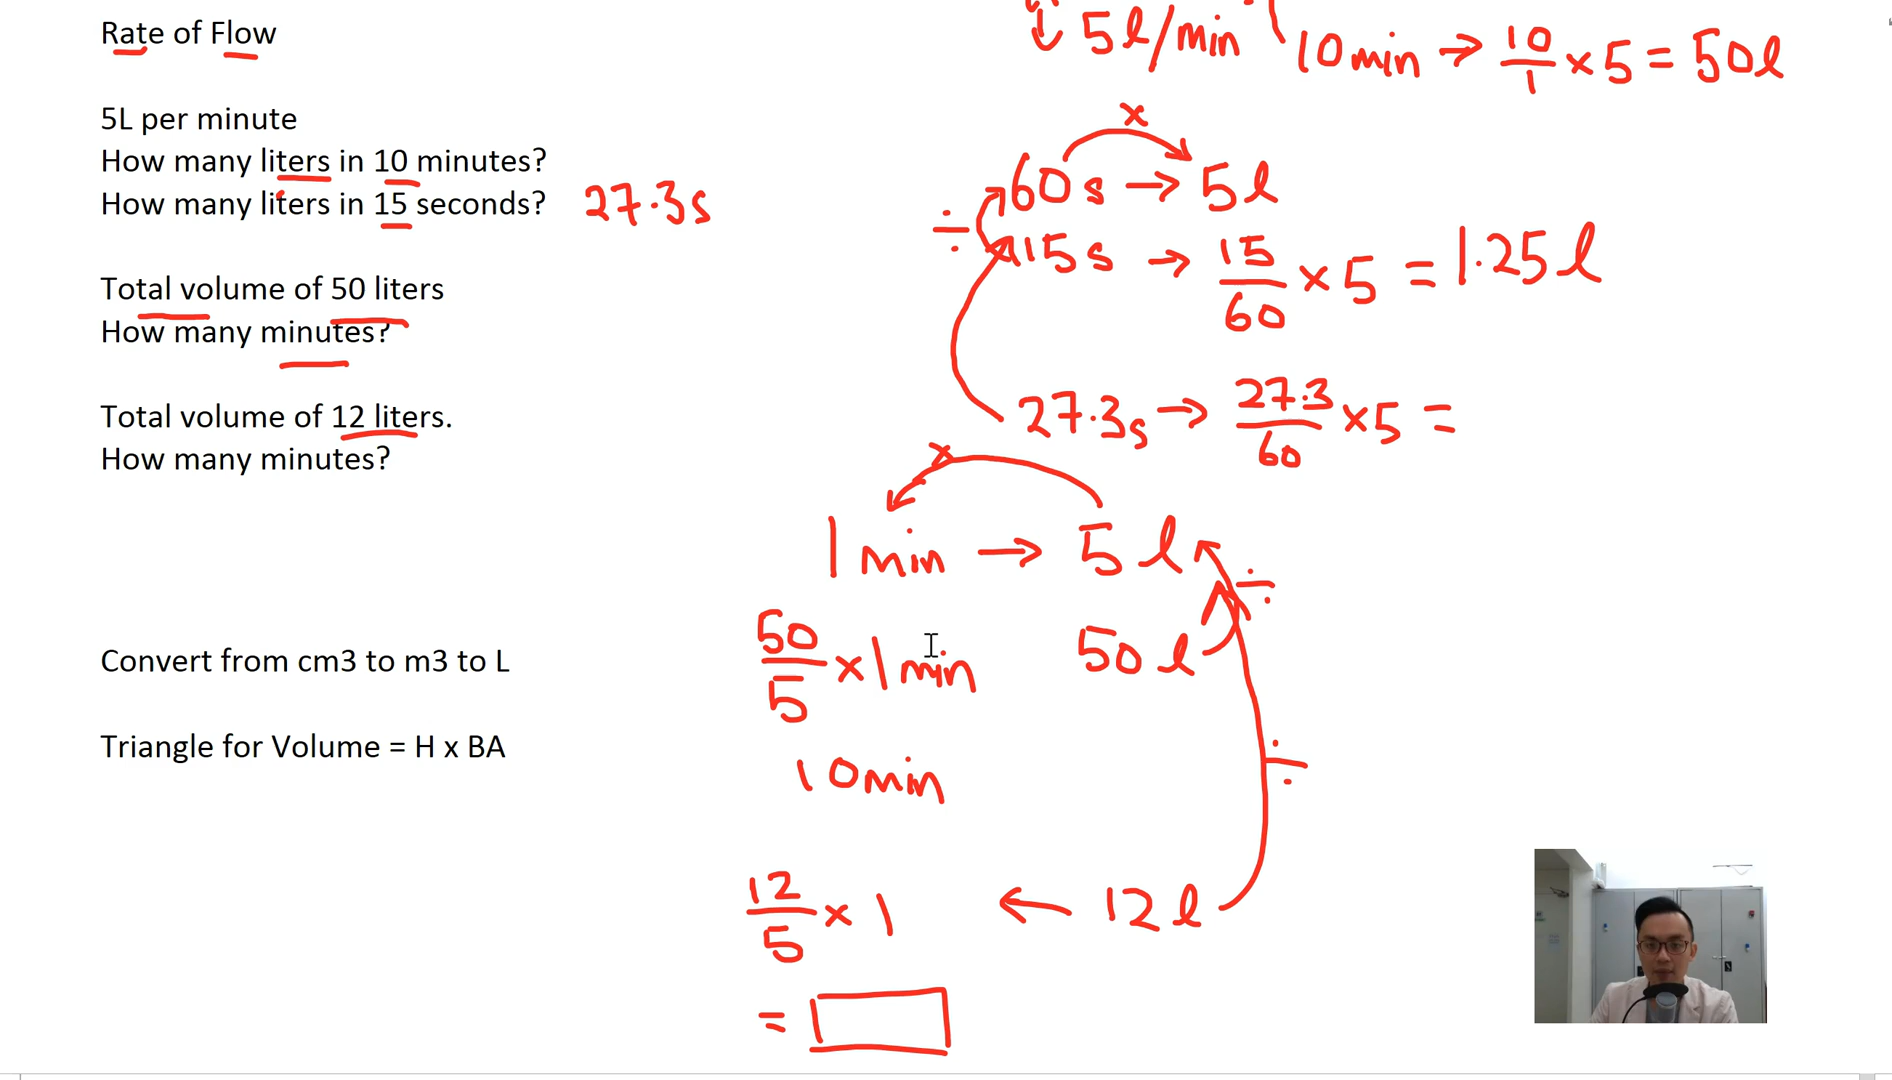 Rate of Flow
5L per minute
How many liters in 10 minutes?
How many liters in 15 seconds? 27.3s
Total volume of 50 liters
How many minutes?
Total volume of 12 liters.
How many minutes?
Convert from cm3 to m3 to L
Triangle for Volume = H x BA
5l/min
10min → 10/1 × 5 = 50l
×
60s → 5l
÷
15s → 15/60 × 5 = 1.25l
27.3s → 27.3/60 × 5 =
×
1 min → 5l
÷
50/5 × 1 min 50l
10min
÷
12/5 × 1 ← 12l
=